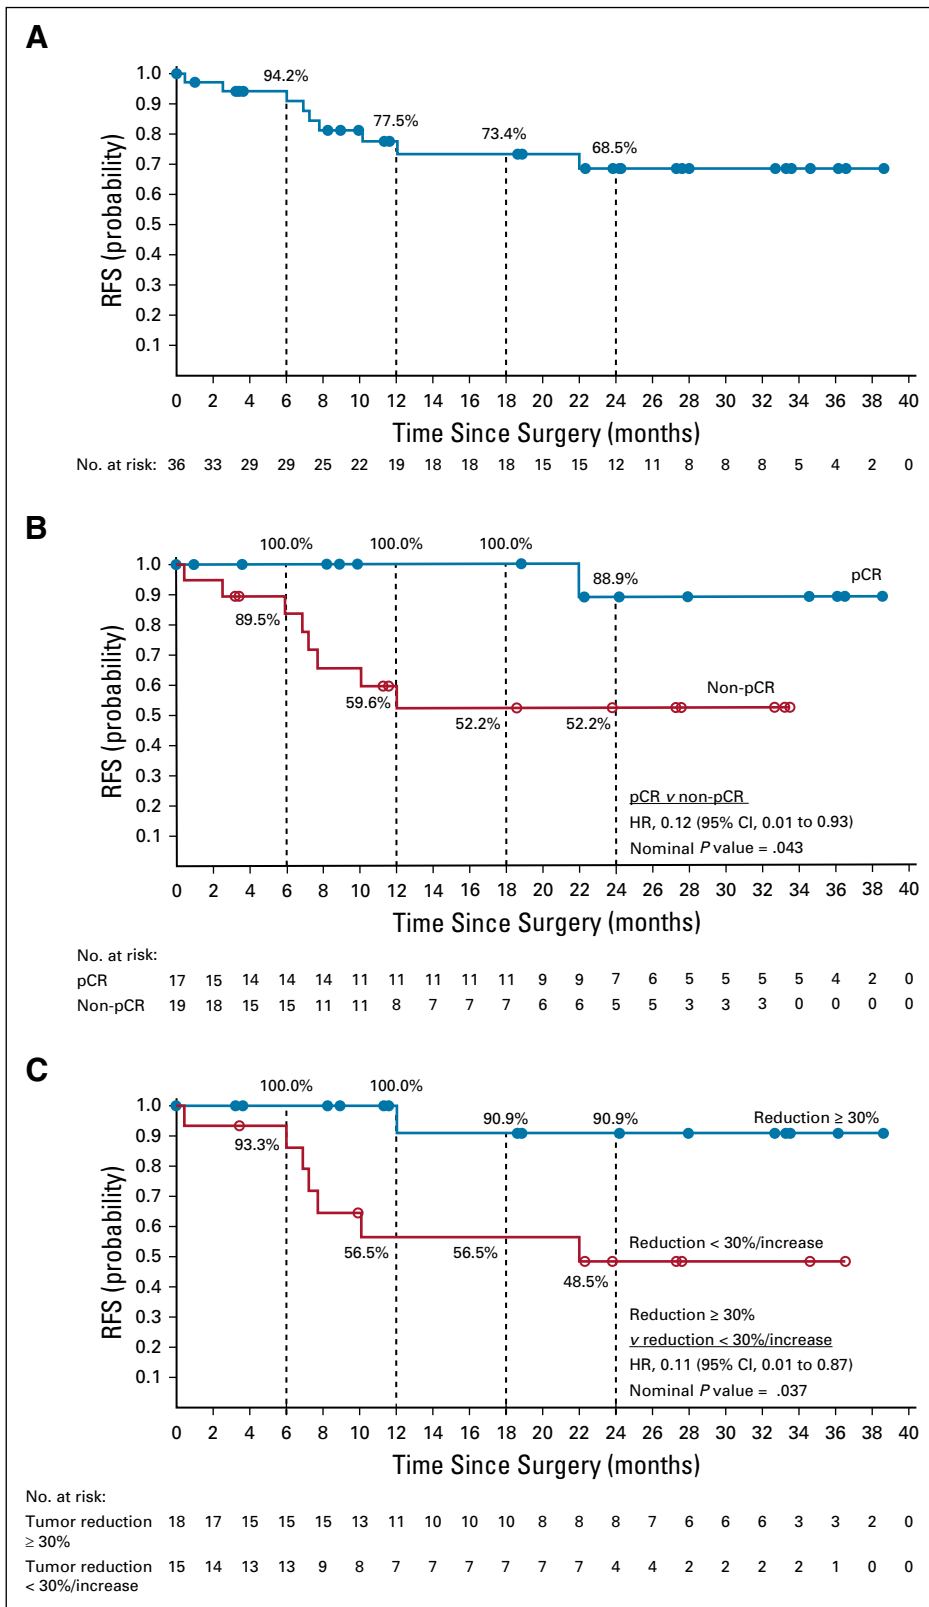 A
94.2%
77.5%
73.4%
68.5%
1.0
0.9
0.8
0.7
0.6
0.5
0.4
0.3
0.2
0.1
RFS (probability)
0 2 4 6 8 10 12 14 16 18 20 22 24 26 28 30 32 34 36 38 40
Time Since Surgery (months)
No. at risk: 36 33 29 29 25 22 19 18 18 18 15 15 12 11 8 8 8 5 4 2 0
B
100.0% 100.0% 100.0%
88.9%
pCR
89.5%
59.6%
52.2%
52.2%
Non-pCR
1.0
0.9
0.8
0.7
0.6
0.5
0.4
0.3
0.2
0.1
RFS (probability)
pCR v non-pCR
HR, 0.12 (95% CI, 0.01 to 0.93)
Nominal P value = .043
0 2 4 6 8 10 12 14 16 18 20 22 24 26 28 30 32 34 36 38 40
Time Since Surgery (months)
No. at risk:
pCR 17 15 14 14 14 11 11 11 11 11 9 9 7 6 5 5 5 5 4 2 0
Non-pCR 19 18 15 15 11 11 8 7 7 7 6 6 5 5 3 3 3 0 0 0 0
C
100.0% 100.0%
90.9%
90.9%
Reduction ≥ 30%
93.3%
56.5%
56.5%
48.5%
Reduction < 30%/increase
1.0
0.9
0.8
0.7
0.6
0.5
0.4
0.3
0.2
0.1
RFS (probability)
Reduction ≥ 30%
v reduction < 30%/increase
HR, 0.11 (95% CI, 0.01 to 0.87)
Nominal P value = .037
0 2 4 6 8 10 12 14 16 18 20 22 24 26 28 30 32 34 36 38 40
Time Since Surgery (months)
No. at risk:
Tumor reduction 18 17 15 15 15 13 11 10 10 10 8 8 8 7 6 6 6 3 3 2 0
≥ 30%
Tumor reduction 15 14 13 13 9 8 7 7 7 7 7 7 4 4 2 2 2 2 1 0 0
< 30%/increase